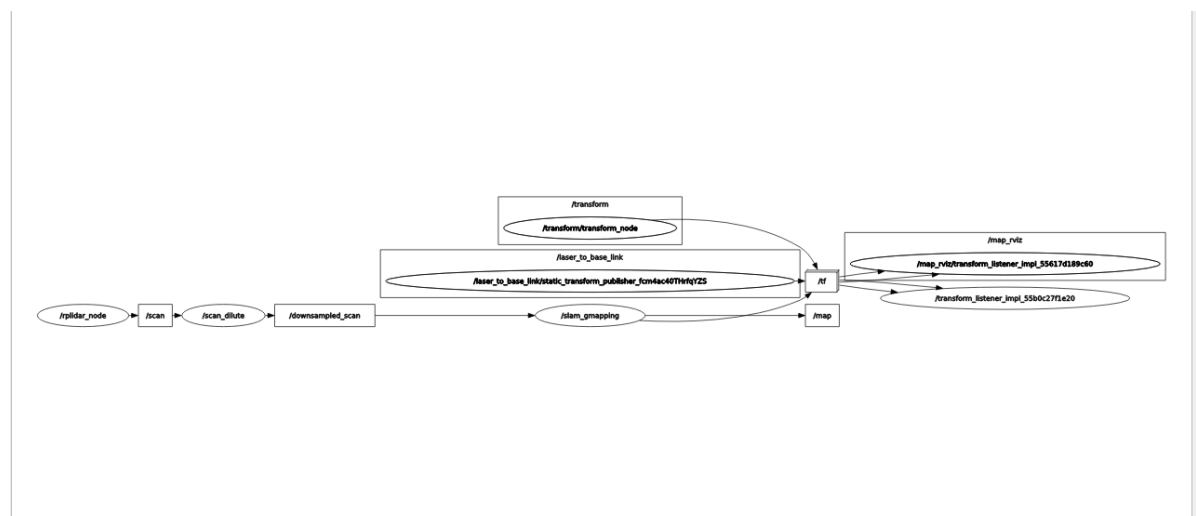 /transform
/transform/transform_node
/map_rviz
/laser_to_base_link
/map_rviz/transform_listener_impl_55617d189c60
/laser_to_base_link/static_transform_publisher_fcm4ac40THrfqYZS
/tf
/transform_listener_impl_55b0c27f1e20
/rplidar_node
/scan
/scan_dilute
/downsampled_scan
/slam_gmapping
/map